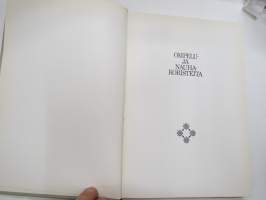 OMPELU-
JA
NAUHA-
KORISTEITA